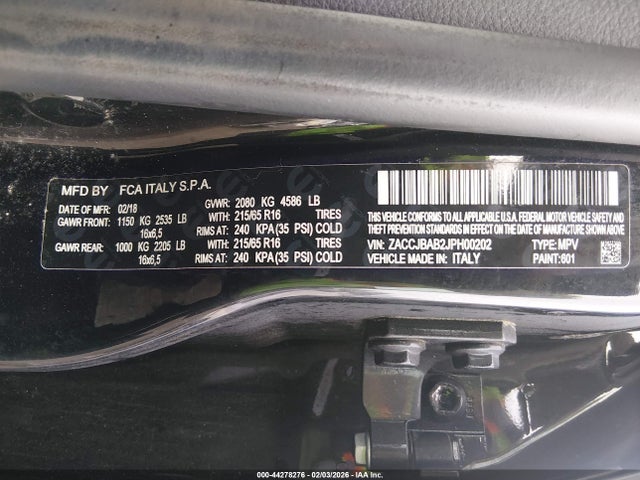 MFD BY FCA ITALY S.P.A.
DATE OF MFR: 02/18 GVWR: 2080 KG 4586 LB
GAWR FRONT: 1150 KG 2535 LB WITH: 215/65 R16 TIRES
16x6,5 RIMS AT: 240 KPA (35 PSI) COLD
GAWR REAR: 1000 KG 2205 LB WITH: 215/65 R16 TIRES
16x6,5 RIMS AT: 240 KPA (35 PSI) COLD
THIS VEHICLE CONFORMS TO ALL APPLICABLE U.S.A. FEDERAL MOTOR VEHICLE SAFETY
AND THEFT PREVENTION STANDARDS IN EFFECT ON THE DATE OF MANUFACTURE SHOWN ABOVE.
VIN: ZACCJBAB2JPH00202 TYPE: MPV
VEHICLE MADE IN: ITALY PAINT: 601
000-44278276 - 02/03/2026 - IAA Inc.